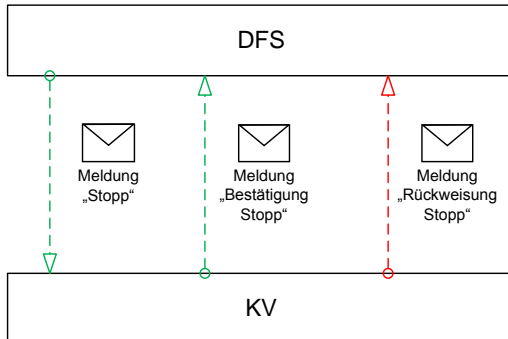 DFS
Meldung
„Stopp“
Meldung
„Bestätigung
Stopp“
Meldung
„Rückweisung
Stopp“
KV